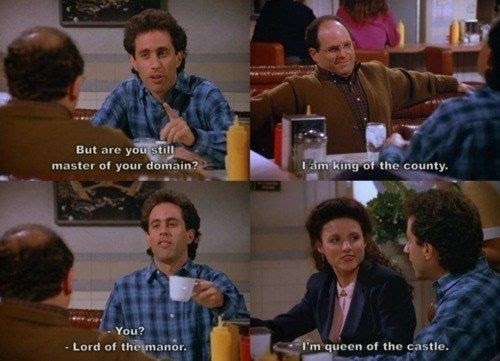 But are you still
master of your domain?
I am king of the county.
- You?
- Lord of the manor.
I'm queen of the castle.